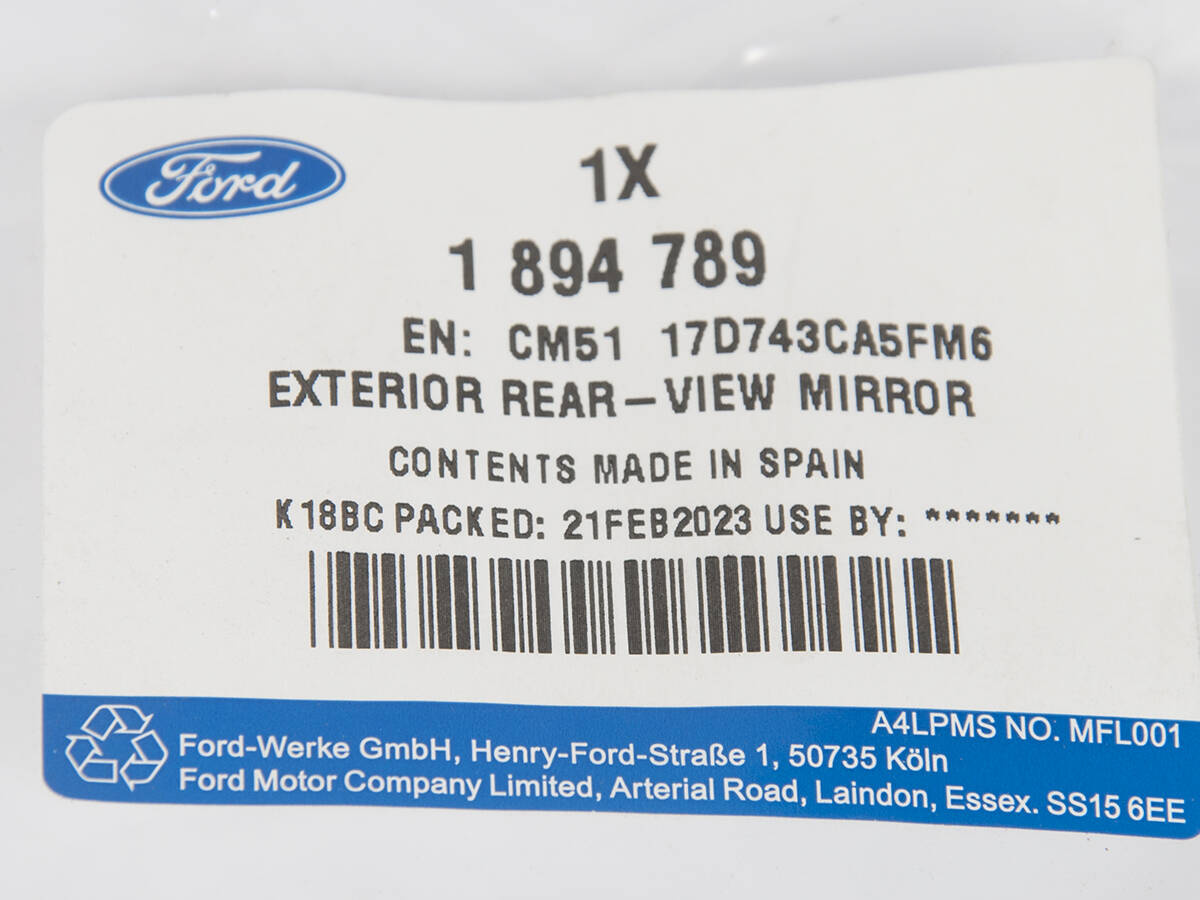 Ford
1X
1 894 789
EN: CM51 17D743CA5FM6
EXTERIOR REAR-VIEW MIRROR
CONTENTS MADE IN SPAIN
K18BC PACKED: 21FEB2023 USE BY: *******
A4LPMS NO. MFL001
Ford-Werke GmbH, Henry-Ford-Straße 1, 50735 Köln
Ford Motor Company Limited, Arterial Road, Laindon, Essex. SS15 6EE